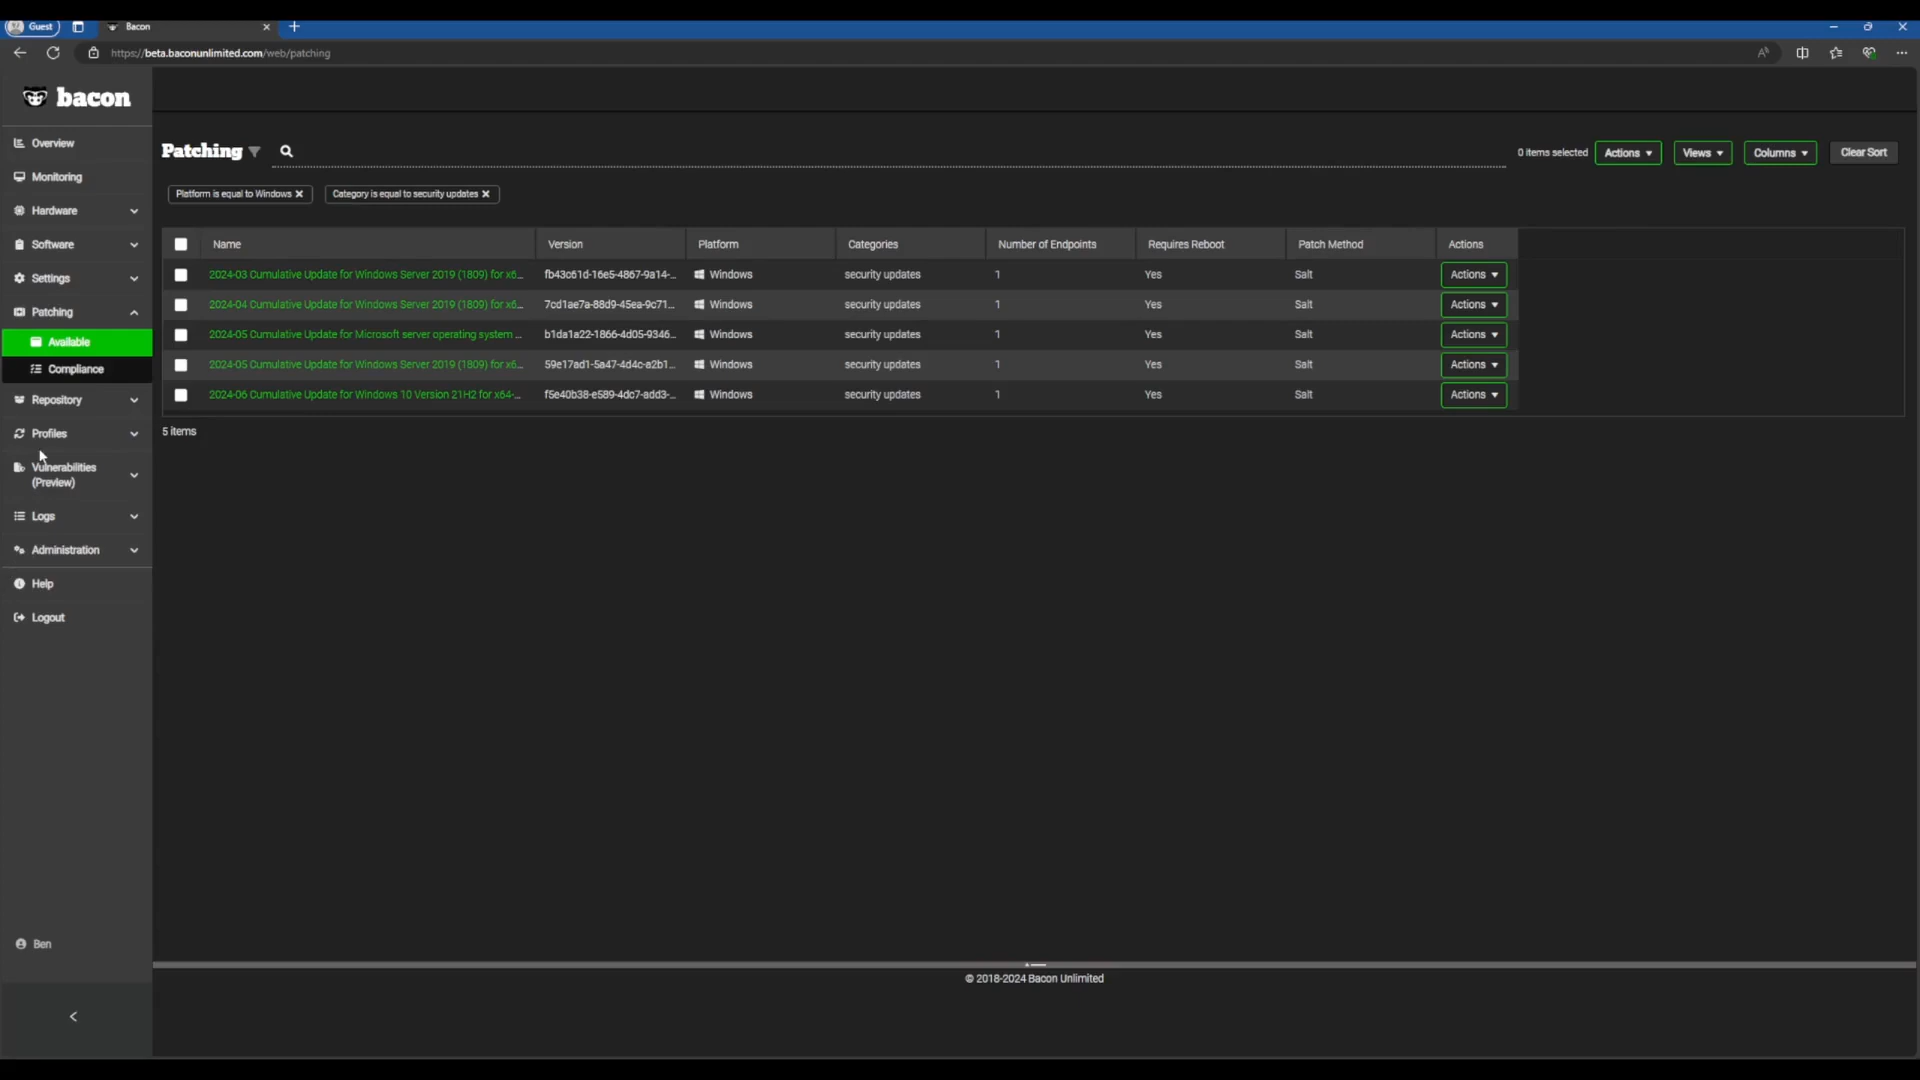 Guest
Bacon
https://beta.baconunlimited.com/web/patching
bacon
Overview
Monitoring
Hardware
Software
Settings
Patching
Available
Compliance
Repository
Profiles
Vulnerabilities
(Preview)
Logs
Administration
Help
Logout
Ben
Patching
0 items selected
Actions
Views
Columns
Clear Sort
Platform is equal to Windows
Category is equal to security updates
Name Version Platform Categories Number of Endpoints Requires Reboot Patch Method Actions
2024-03 Cumulative Update for Windows Server 2019 (1809) for x6... fb43c61d-16e5-4867-9a14-... Windows security updates 1 Yes Salt Actions
2024-04 Cumulative Update for Windows Server 2019 (1809) for x6... 7cd1ae7a-88d9-45ea-9c71... Windows security updates 1 Yes Salt Actions
2024-05 Cumulative Update for Microsoft server operating system ... b1da1a22-1866-4d05-9346... Windows security updates 1 Yes Salt Actions
2024-05 Cumulative Update for Windows Server 2019 (1809) for x6... 59e17ad1-5a47-4d4c-a2b1... Windows security updates 1 Yes Salt Actions
2024-06 Cumulative Update for Windows 10 Version 21H2 for x64-... f5e40b38-e589-4dc7-add3-... Windows security updates 1 Yes Salt Actions
5 items
© 2018-2024 Bacon Unlimited